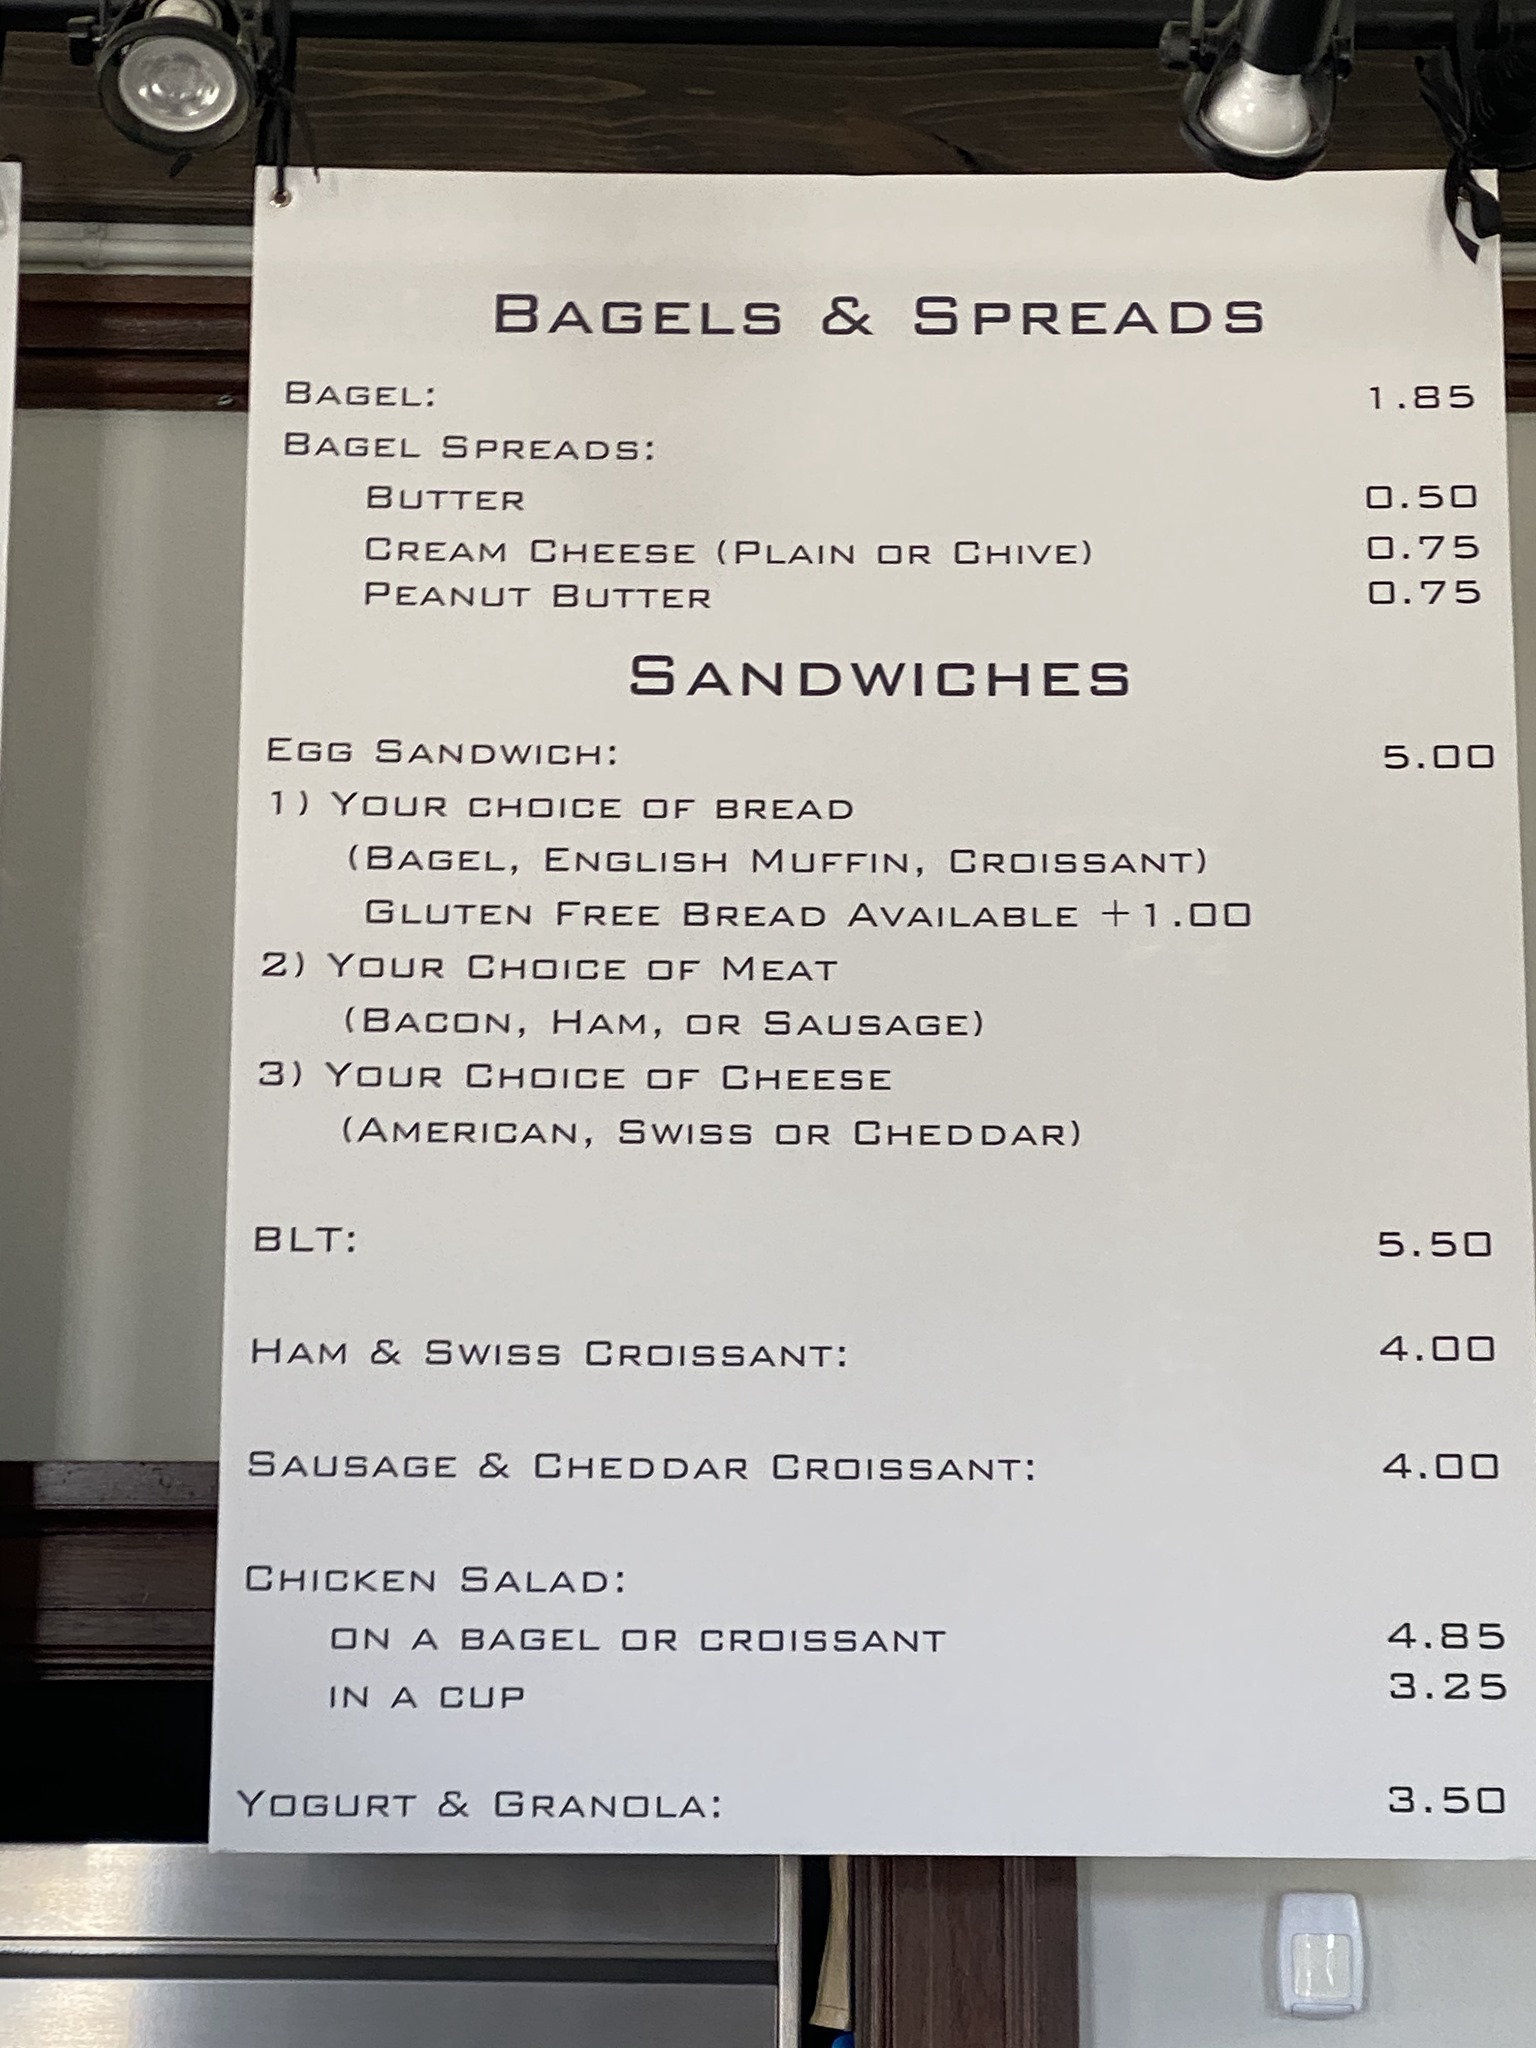 BAGELS & SPREADS
BAGEL: 1.85
BAGEL SPREADS:
BUTTER 0.50
CREAM CHEESE (PLAIN OR CHIVE) 0.75
PEANUT BUTTER 0.75
SANDWICHES
EGG SANDWICH: 5.00
1) YOUR CHOICE OF BREAD
(BAGEL, ENGLISH MUFFIN, CROISSANT)
GLUTEN FREE BREAD AVAILABLE +1.00
2) YOUR CHOICE OF MEAT
(BACON, HAM, OR SAUSAGE)
3) YOUR CHOICE OF CHEESE
(AMERICAN, SWISS OR CHEDDAR)
BLT: 5.50
HAM & SWISS CROISSANT: 4.00
SAUSAGE & CHEDDAR CROISSANT: 4.00
CHICKEN SALAD:
ON A BAGEL OR CROISSANT 4.85
IN A CUP 3.25
YOGURT & GRANOLA: 3.50